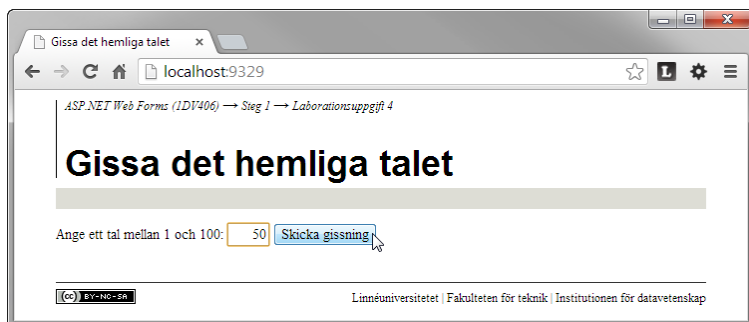 Gissa det hemliga talet
localhost:9329
ASP.NET Web Forms (1DV406) → Steg 1 → Laborationsuppgift 4
Gissa det hemliga talet
Ange ett tal mellan 1 och 100: 50 Skicka gissning
(cc) BY-NC-SA Linnéuniversitetet | Fakulteten för teknik | Institutionen för datavetenskap